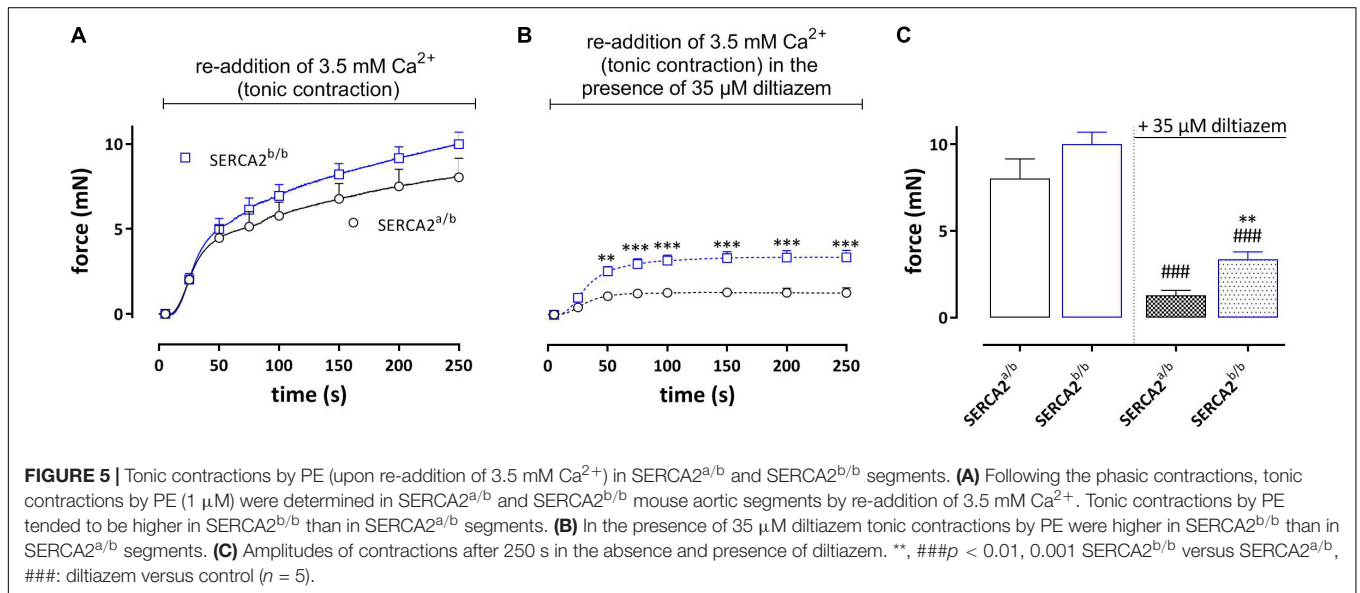 A
re-addition of 3.5 mM Ca²⁺
(tonic contraction)
force (mN)
10
5
0
SERCA2ᵇ/ᵇ
SERCA2ᵃ/ᵇ
0 50 100 150 200 250
time (s)
B
re-addition of 3.5 mM Ca²⁺
(tonic contraction) in the
presence of 35 µM diltiazem
force (mN)
10
5
0
** *** *** *** *** ***
0 50 100 150 200 250
time (s)
C
+ 35 µM diltiazem
force (mN)
10
5
0
###
**
###
SERCA2ᵃ/ᵇ
SERCA2ᵇ/ᵇ
SERCA2ᵃ/ᵇ
SERCA2ᵇ/ᵇ
FIGURE 5 | Tonic contractions by PE (upon re-addition of 3.5 mM Ca²⁺) in SERCA2ᵃ/ᵇ and SERCA2ᵇ/ᵇ segments. (A) Following the phasic contractions, tonic
contractions by PE (1 µM) were determined in SERCA2ᵃ/ᵇ and SERCA2ᵇ/ᵇ mouse aortic segments by re-addition of 3.5 mM Ca²⁺. Tonic contractions by PE
tended to be higher in SERCA2ᵇ/ᵇ than in SERCA2ᵃ/ᵇ segments. (B) In the presence of 35 µM diltiazem tonic contractions by PE were higher in SERCA2ᵇ/ᵇ than in
SERCA2ᵃ/ᵇ segments. (C) Amplitudes of contractions after 250 s in the absence and presence of diltiazem. **, ###p < 0.01, 0.001 SERCA2ᵇ/ᵇ versus SERCA2ᵃ/ᵇ,
###: diltiazem versus control (n = 5).